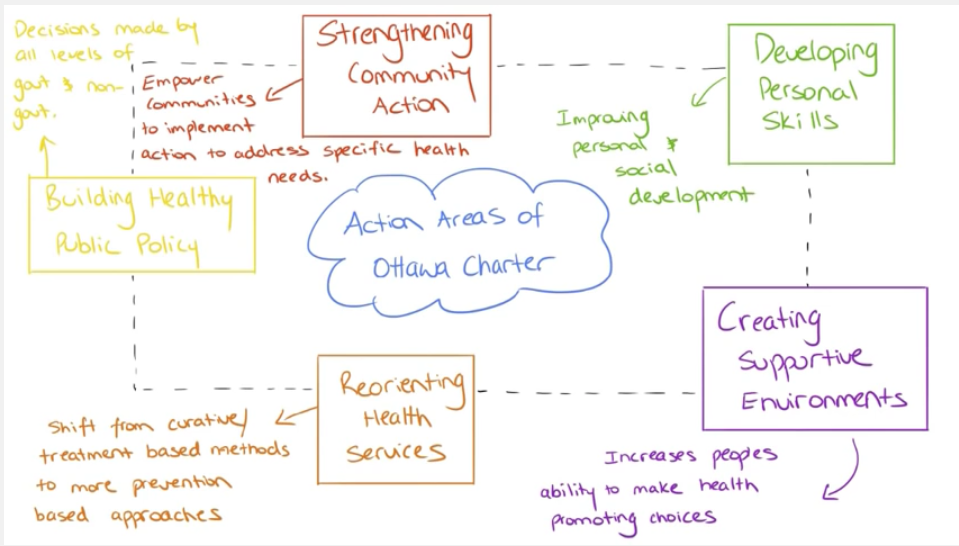 Decisions made by
all levels of
govt & non-
govt.
Building Healthy
Public Policy
Strengthening
Community
Action
Empower
communities
to implement
action to address specific health
needs.
Developing
Personal
Skills
Improving
personal &
social
development
Action Areas of
Ottawa Charter
Creating
Supportive
Environments
Increases peoples
ability to make health
promoting choices
Reorienting
Health
Services
Shift from curative/
treatment based methods
to more prevention
based approaches